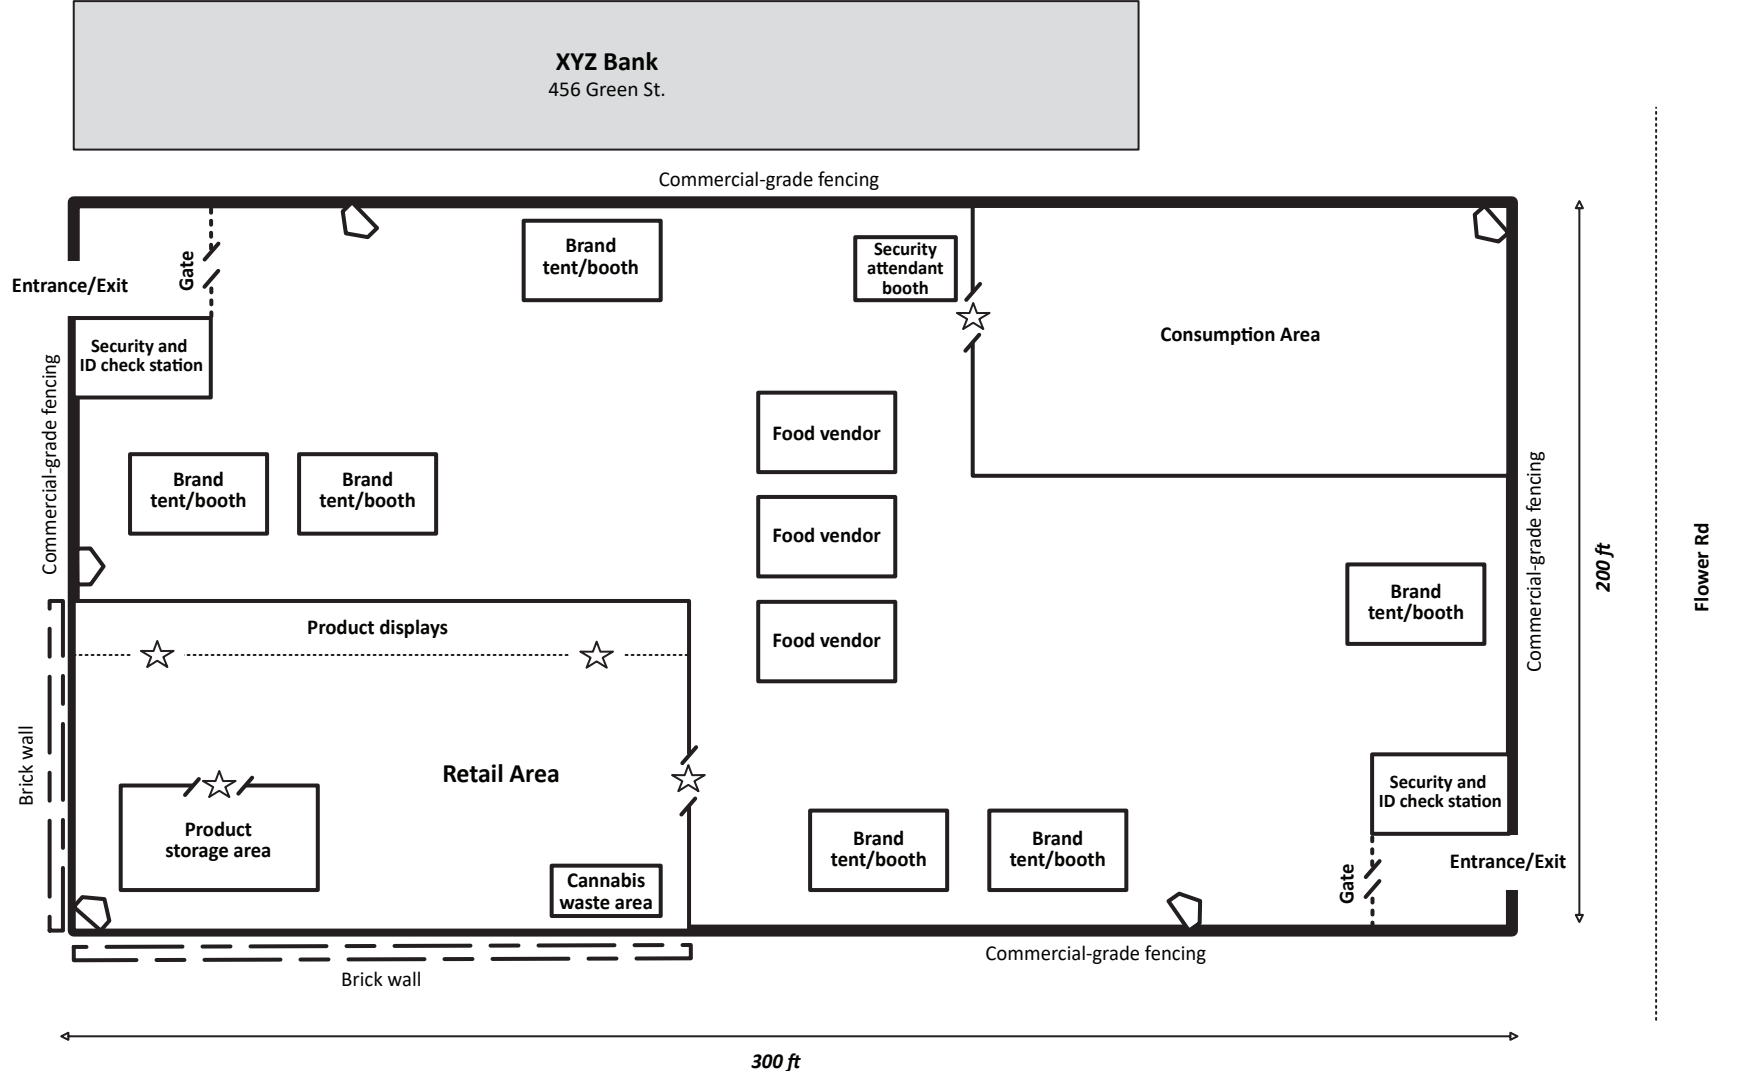 XYZ Bank
456 Green St.
Commercial-grade fencing
Gate
Entrance/Exit
Security and
ID check station
Commercial-grade fencing
Brand
tent/booth
Security
attendant
booth
Consumption Area
Food vendor
Brand
tent/booth
Brand
tent/booth
Food vendor
Food vendor
Brand
tent/booth
Commercial-grade fencing
200 ft
Flower Rd
Product displays
Brick wall
Retail Area
Product
storage area
Cannabis
waste area
Brand
tent/booth
Brand
tent/booth
Security and
ID check station
Gate
Entrance/Exit
Commercial-grade fencing
Brick wall
300 ft